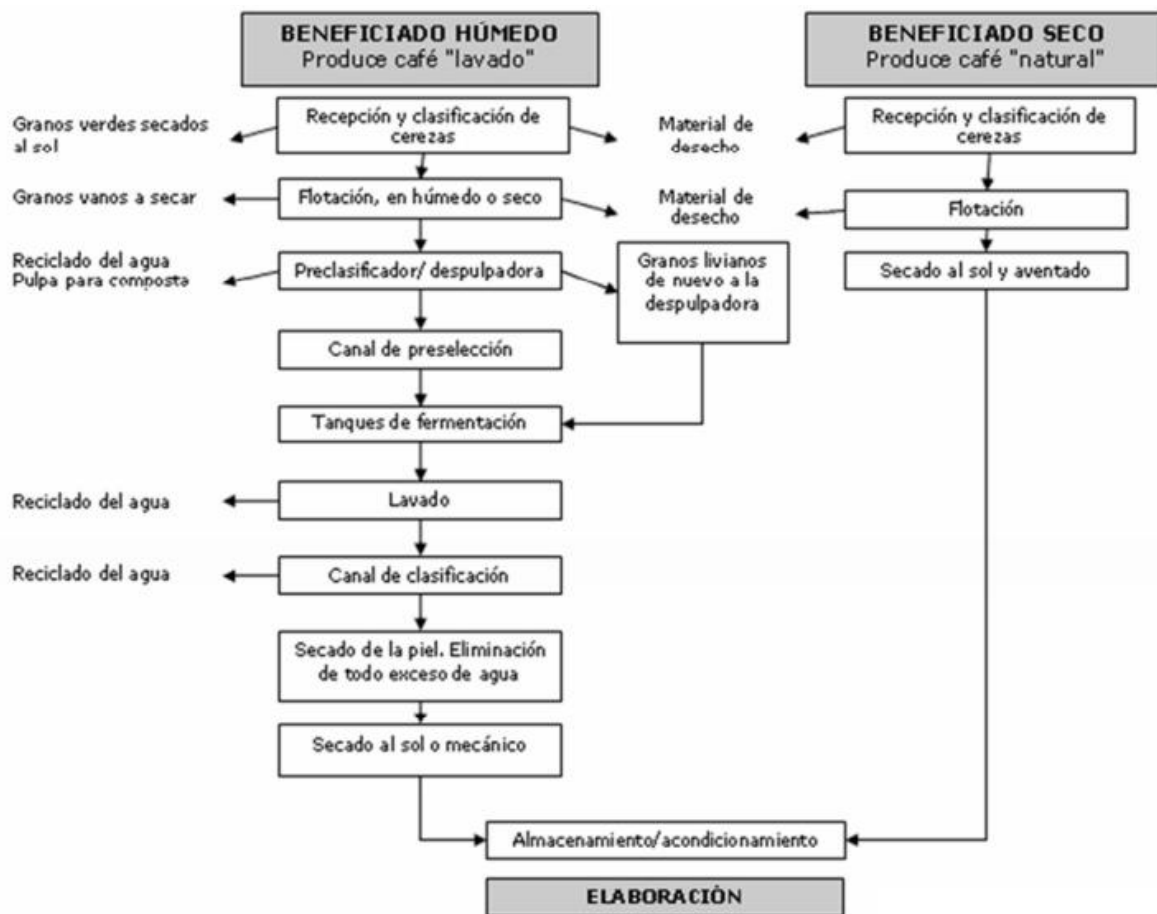 BENEFICIADO HÚMEDO
Produce café "lavado"
BENEFICIADO SECO
Produce café "natural"
Granos verdes secados
al sol
Recepción y clasificación de
cerezas
Material de
desecho
Recepción y clasificación de
cerezas
Granos vanos a secar
Flotación, en húmedo o seco
Material de
desecho
Flotación
Reciclado del agua
Pulpa para composta
Preclasificador/ despulpadora
Granos livianos
de nuevo a la
despulpadora
Secado al sol y aventado
Canal de preselección
Tanques de fermentación
Reciclado del agua
Lavado
Reciclado del agua
Canal de clasificación
Secado de la piel. Eliminación
de todo exceso de agua
Secado al sol o mecánico
Almacenamiento/acondicionamiento
ELABORACIÓN